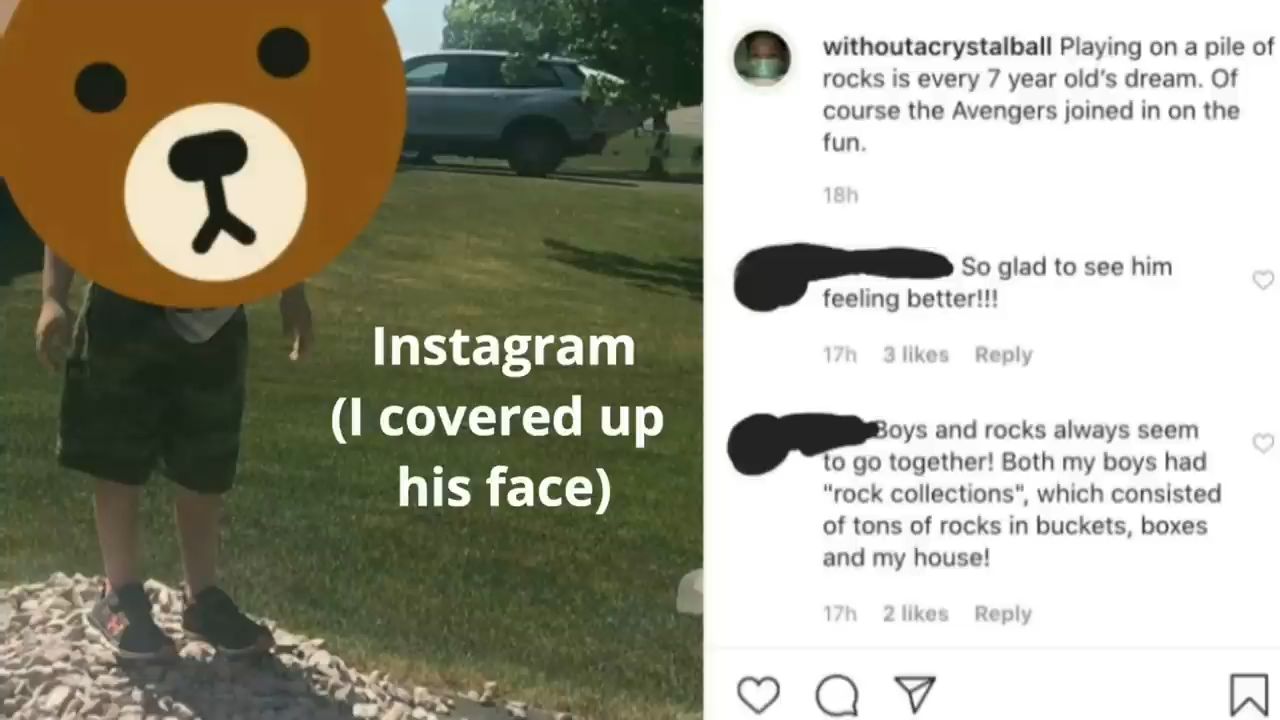 Instagram
(I covered up
his face)
withoutacrystalball Playing on a pile of
rocks is every 7 year old's dream. Of
course the Avengers joined in on the
fun.
18h
So glad to see him
feeling better!!!
17h 3 likes Reply
Boys and rocks always seem
to go together! Both my boys had
"rock collections", which consisted
of tons of rocks in buckets, boxes
and my house!
17h 2 likes Reply